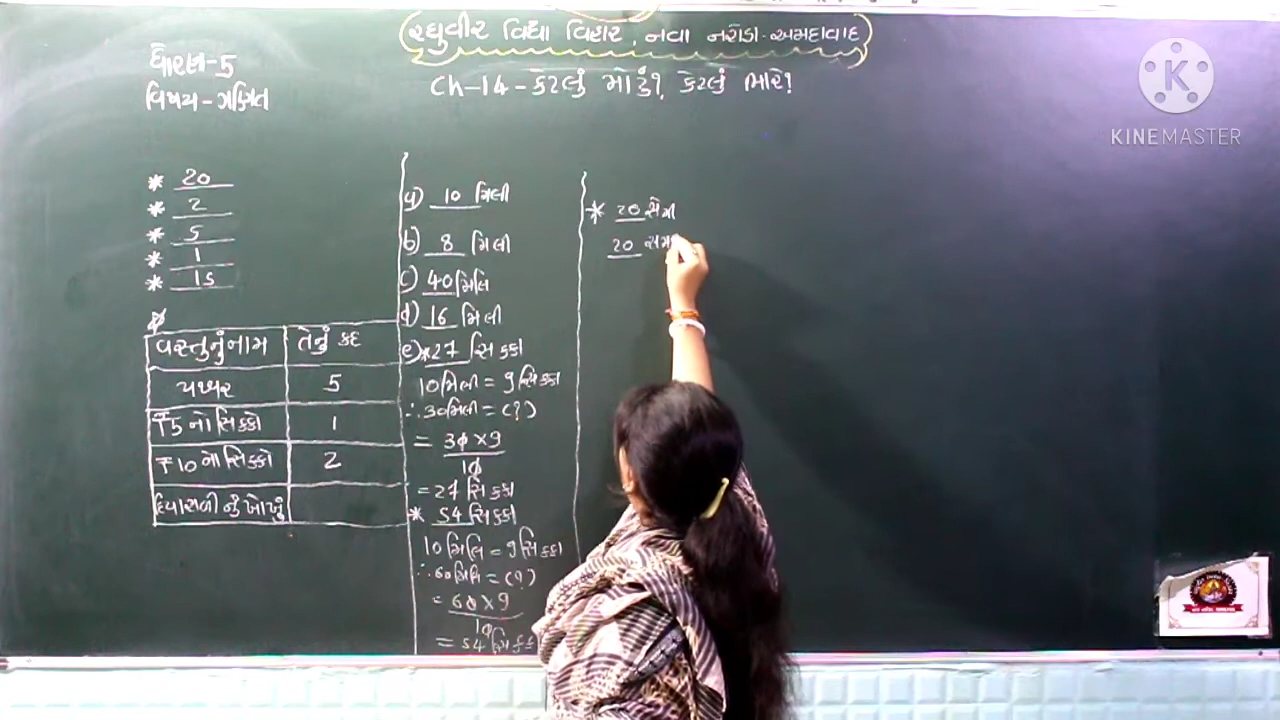 રઘુવીર વિદ્યા વિહાર, નવા નરોડા-અમદાવાદ
ધોરણ-5
વિષય-ગણિત
Ch-14-કેટલું મોટું?, કેટલું ભારે?
KINEMASTER
* 20
* 2
* 5
* 1
* 15
*
વસ્તુનું નામ તેનું કદ
પથ્થર 5
₹5 નો સિક્કો 1
₹10 નો સિક્કો 2
દિવાસળી નું ખોખું
a) 10 મિલી
b) 8 મિલી
c) 40 મિલિ
d) 16 મિલી
e) * 27 સિક્કા
10 મિલી = 9 સિક્કા
∴ 30 મિલી = (?)
= 30 × 9
10
= 27 સિક્કા
* 54 સિક્કા
10 મિલિ = 9 સિક્કા
∴ 60 મિલિ = (?)
= 60 × 9
10
= 54 સિક્કા
* 20 સેમી
20